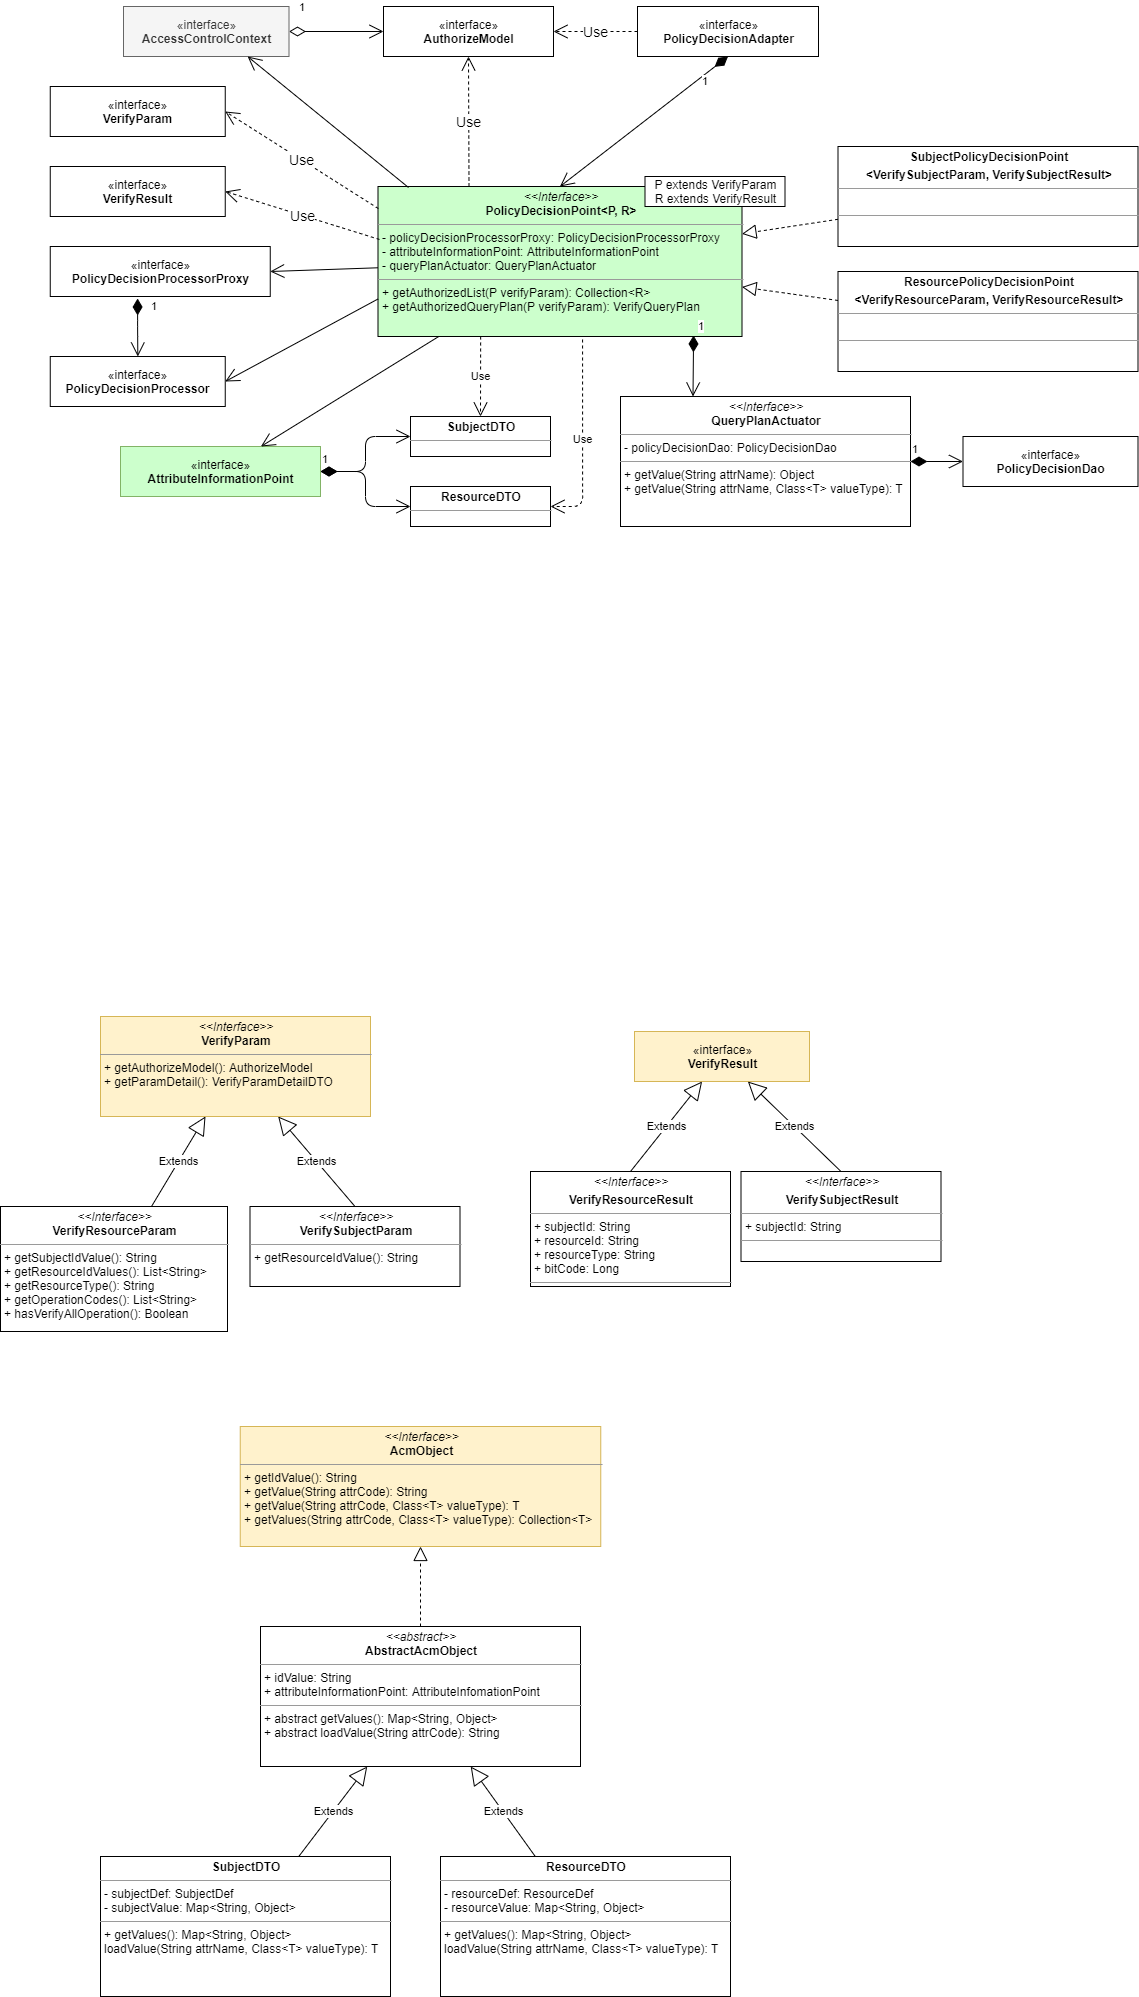 1
«interface»
AccessControlContext
«interface»
AuthorizeModel
Use
«interface»
PolicyDecisionAdapter
1
«interface»
VerifyParam
Use
Use
«interface»
VerifyResult
Use
<<Interface>>
PolicyDecisionPoint<P, R>
P extends VerifyParam
R extends VerifyResult
- policyDecisionProcessorProxy: PolicyDecisionProcessorProxy
- attributeInformationPoint: AttributeInformationPoint
- queryPlanActuator: QueryPlanActuator
+ getAuthorizedList(P verifyParam): Collection<R>
+ getAuthorizedQueryPlan(P verifyParam): VerifyQueryPlan
SubjectPolicyDecisionPoint
<VerifySubjectParam, VerifySubjectResult>
ResourcePolicyDecisionPoint
<VerifyResourceParam, VerifyResourceResult>
«interface»
PolicyDecisionProcessorProxy
1
«interface»
PolicyDecisionProcessor
1
Use
Use
«interface»
AttributeInformationPoint
1
SubjectDTO
ResourceDTO
<<Interface>>
QueryPlanActuator
- policyDecisionDao: PolicyDecisionDao
+ getValue(String attrName): Object
+ getValue(String attrName, Class<T> valueType): T
1
«interface»
PolicyDecisionDao
<<Interface>>
VerifyParam
+ getAuthorizeModel(): AuthorizeModel
+ getParamDetail(): VerifyParamDetailDTO
Extends
Extends
<<Interface>>
VerifyResourceParam
+ getSubjectIdValue(): String
+ getResourceIdValues(): List<String>
+ getResourceType(): String
+ getOperationCodes(): List<String>
+ hasVerifyAllOperation(): Boolean
<<Interface>>
VerifySubjectParam
+ getResourceIdValue(): String
«interface»
VerifyResult
Extends
Extends
<<Interface>>
VerifyResourceResult
+ subjectId: String
+ resourceId: String
+ resourceType: String
+ bitCode: Long
<<Interface>>
VerifySubjectResult
+ subjectId: String
<<Interface>>
AcmObject
+ getIdValue(): String
+ getValue(String attrCode): String
+ getValue(String attrCode, Class<T> valueType): T
+ getValues(String attrCode, Class<T> valueType): Collection<T>
<<abstract>>
AbstractAcmObject
+ idValue: String
+ attributeInformationPoint: AttributeInfomationPoint
+ abstract getValues(): Map<String, Object>
+ abstract loadValue(String attrCode): String
Extends
Extends
SubjectDTO
- subjectDef: SubjectDef
- subjectValue: Map<String, Object>
+ getValues(): Map<String, Object>
loadValue(String attrName, Class<T> valueType): T
ResourceDTO
- resourceDef: ResourceDef
- resourceValue: Map<String, Object>
+ getValues(): Map<String, Object>
loadValue(String attrName, Class<T> valueType): T